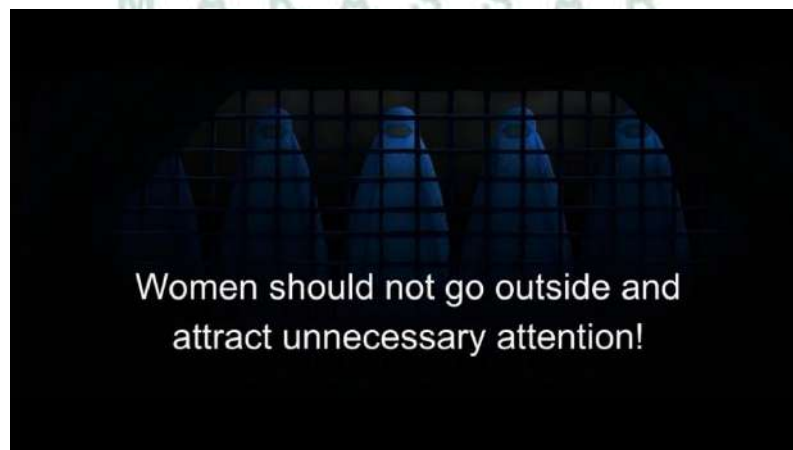 M A K A S S A R
Women should not go outside and
attract unnecessary attention!